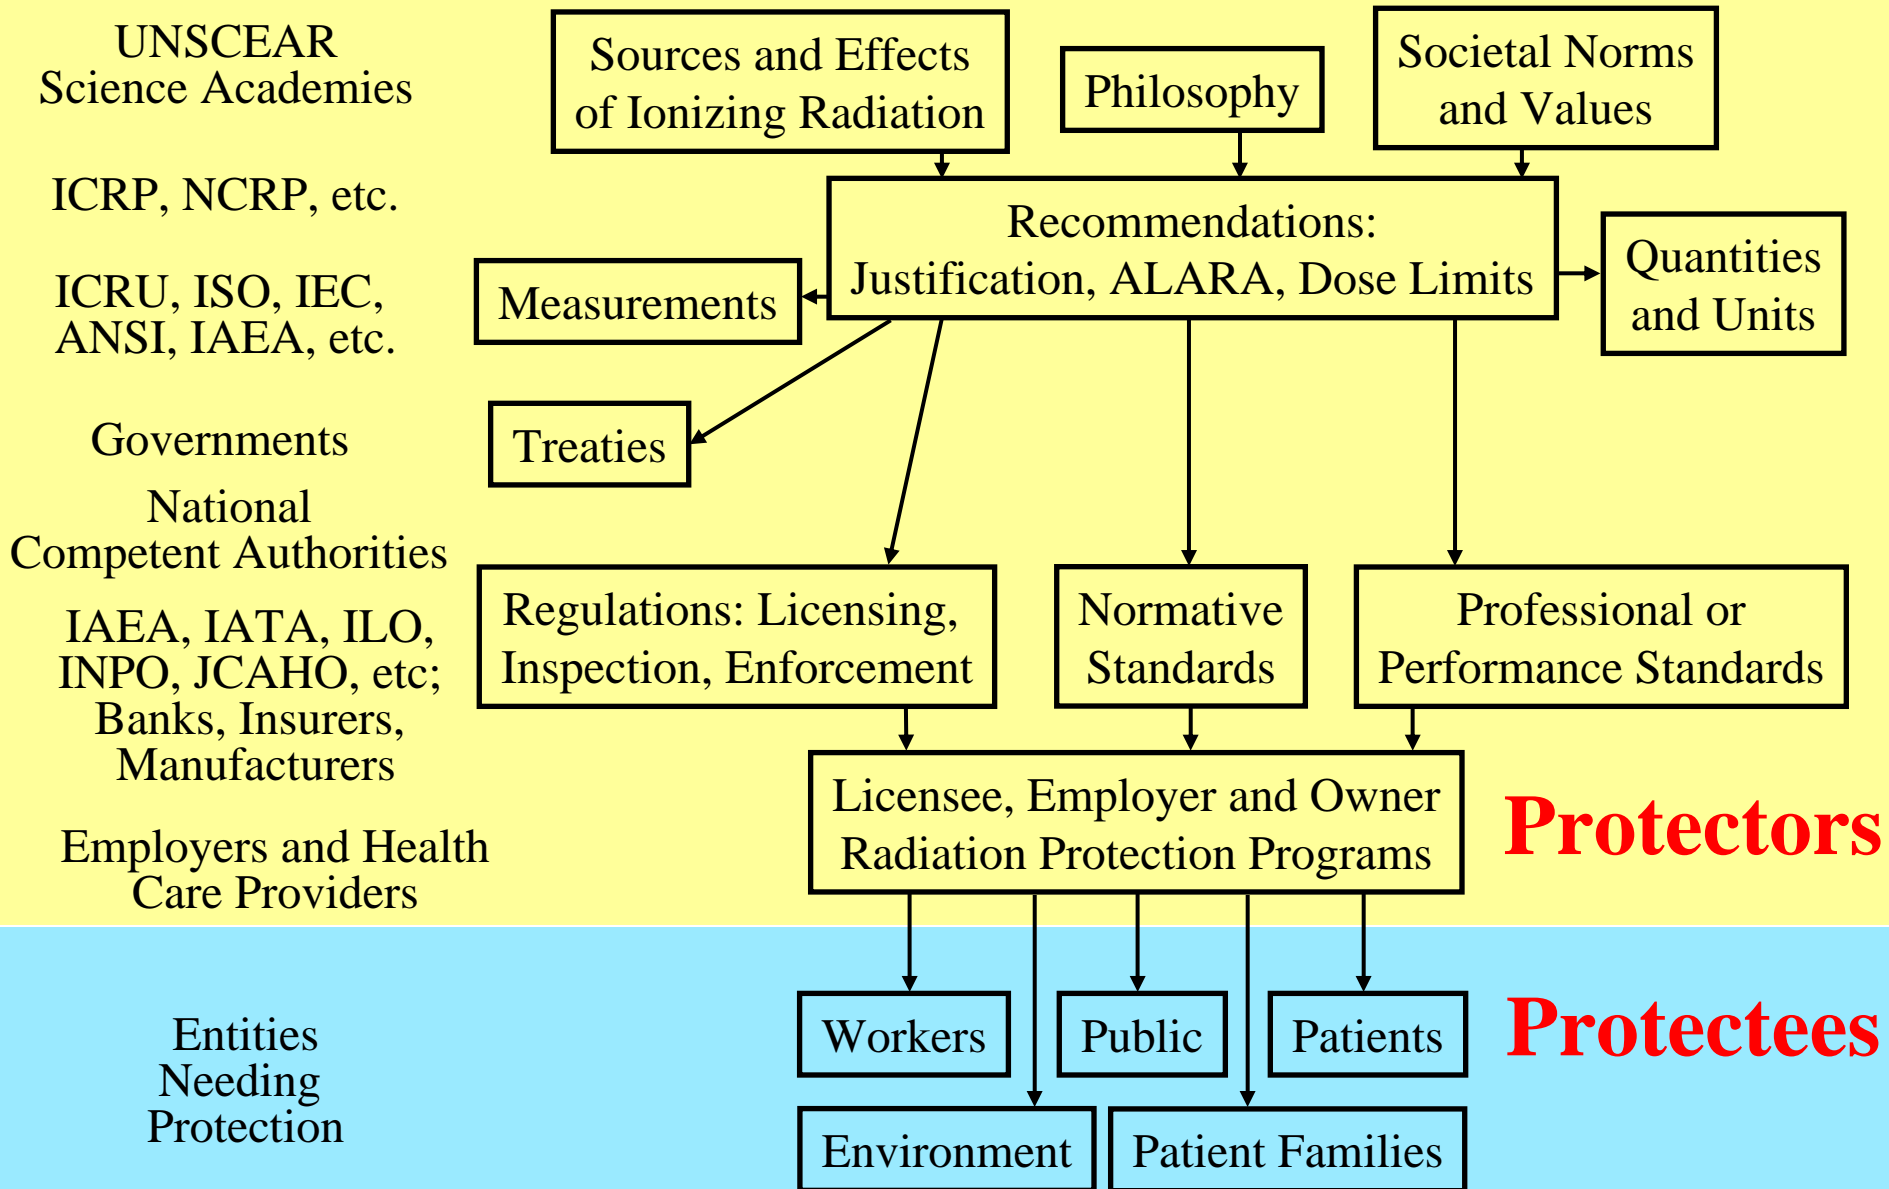 UNSCEAR
Science Academies
Sources and Effects
of Ionizing Radiation
Philosophy
Societal Norms
and Values
ICRP, NCRP, etc.
Recommendations:
Justification, ALARA, Dose Limits
Quantities
and Units
ICRU, ISO, IEC,
ANSI, IAEA, etc.
Measurements
Governments
Treaties
National
Competent Authorities
Regulations: Licensing,
Inspection, Enforcement
Normative
Standards
Professional or
Performance Standards
IAEA, IATA, ILO,
INPO, JCAHO, etc;
Banks, Insurers,
Manufacturers
Licensee, Employer and Owner
Radiation Protection Programs
Protectors
Employers and Health
Care Providers
Entities
Needing
Protection
Workers
Public
Patients
Protectees
Environment
Patient Families